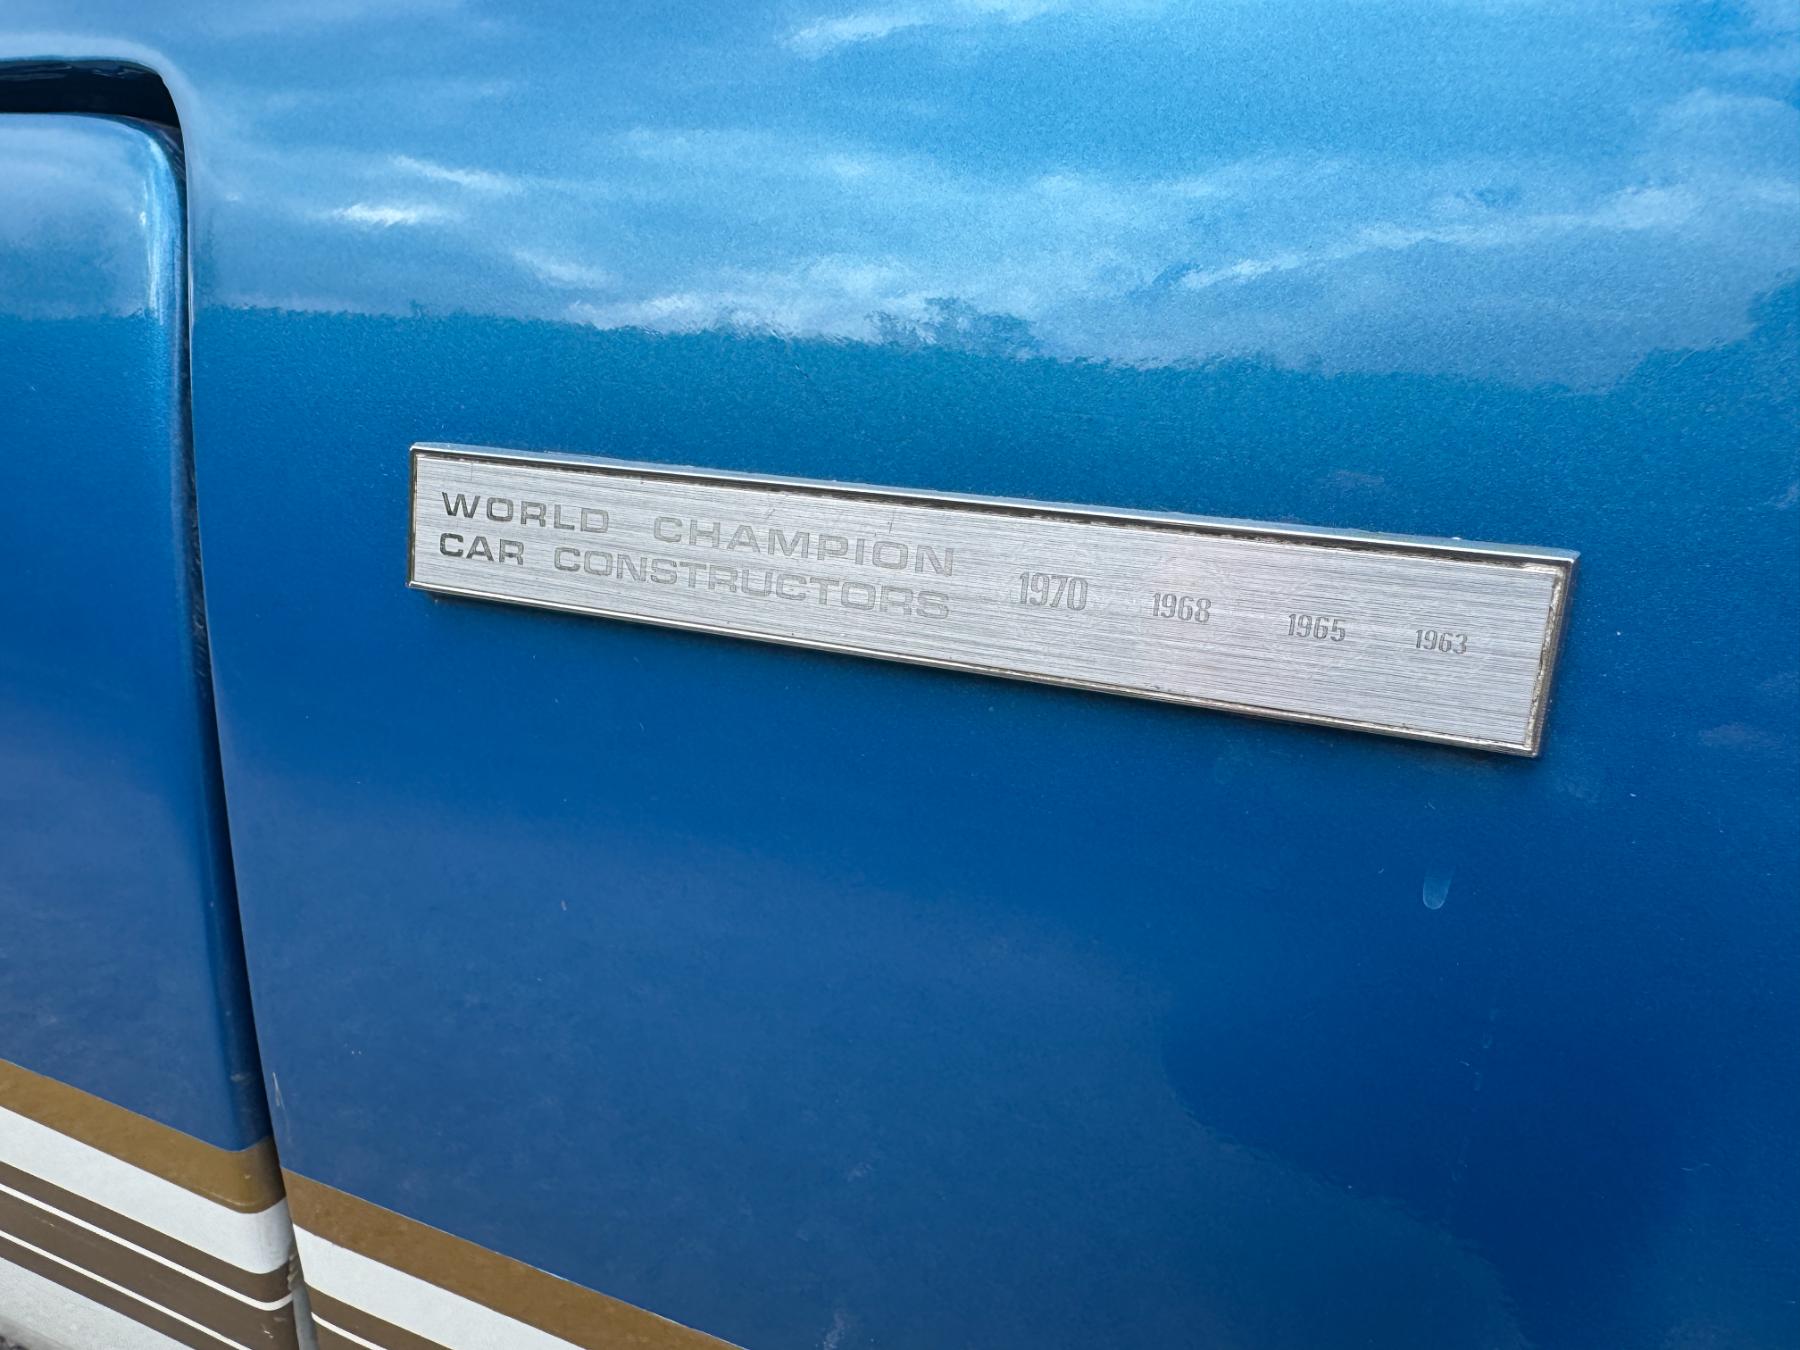 WORLD CHAMPION
CAR CONSTRUCTORS
1970 1968 1965 1963